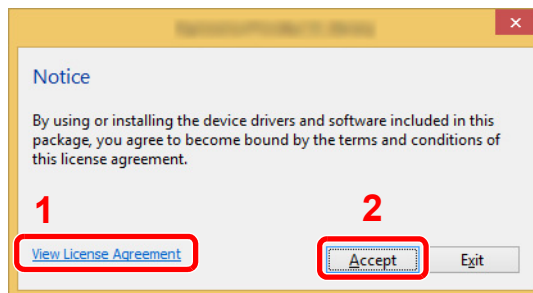 Notice
By using or installing the device drivers and software included in this
package, you agree to become bound by the terms and conditions of
this license agreement.
1
2
View License Agreement
Accept
Exit